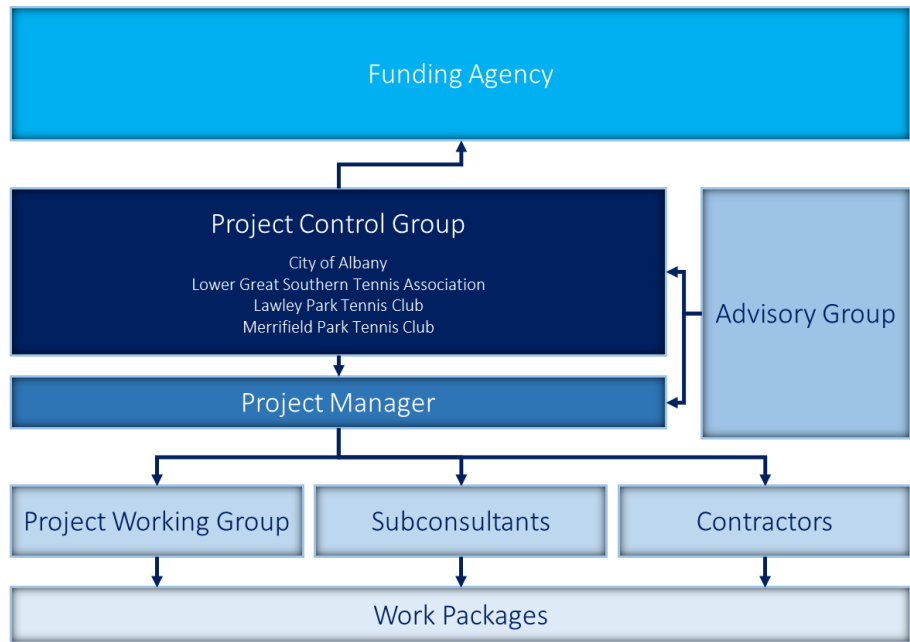 Funding Agency
Project Control Group
City of Albany
Lower Great Southern Tennis Association
Lawley Park Tennis Club
Merrifield Park Tennis Club
Advisory Group
Project Manager
Project Working Group
Subconsultants
Contractors
Work Packages